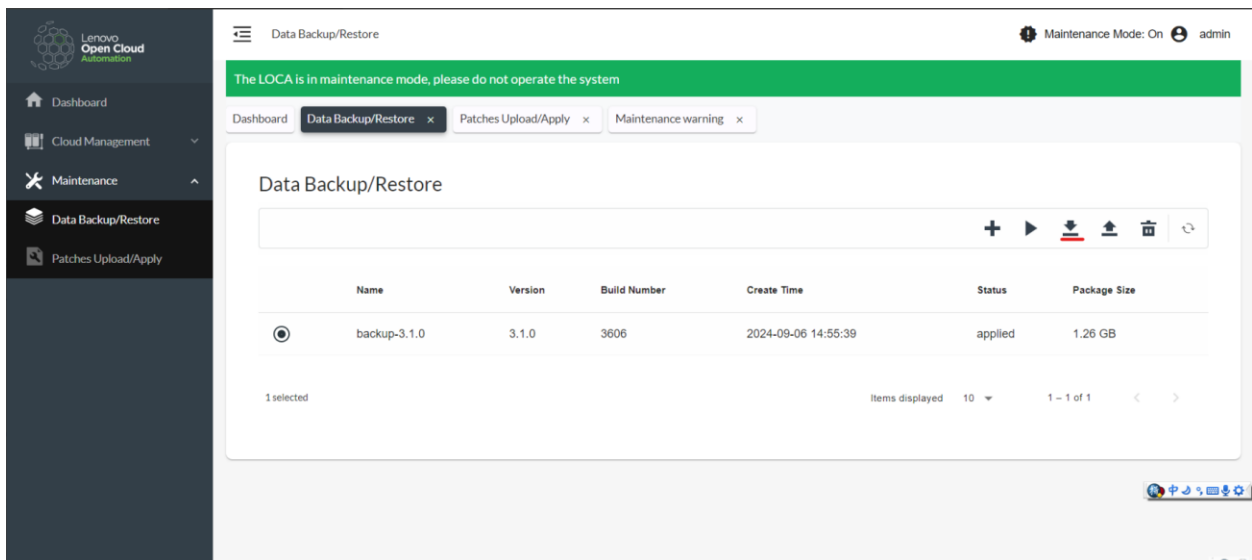 Lenovo
Open Cloud
Automation
Data Backup/Restore
Maintenance Mode: On
admin
The LOCA is in maintenance mode, please do not operate the system
Dashboard
Cloud Management
Maintenance
Data Backup/Restore
Patches Upload/Apply
Dashboard Data Backup/Restore × Patches Upload/Apply × Maintenance warning ×
Data Backup/Restore
Name Version Build Number Create Time Status Package Size
backup-3.1.0 3.1.0 3606 2024-09-06 14:55:39 applied 1.26 GB
1 selected
Items displayed 10 1 – 1 of 1
中